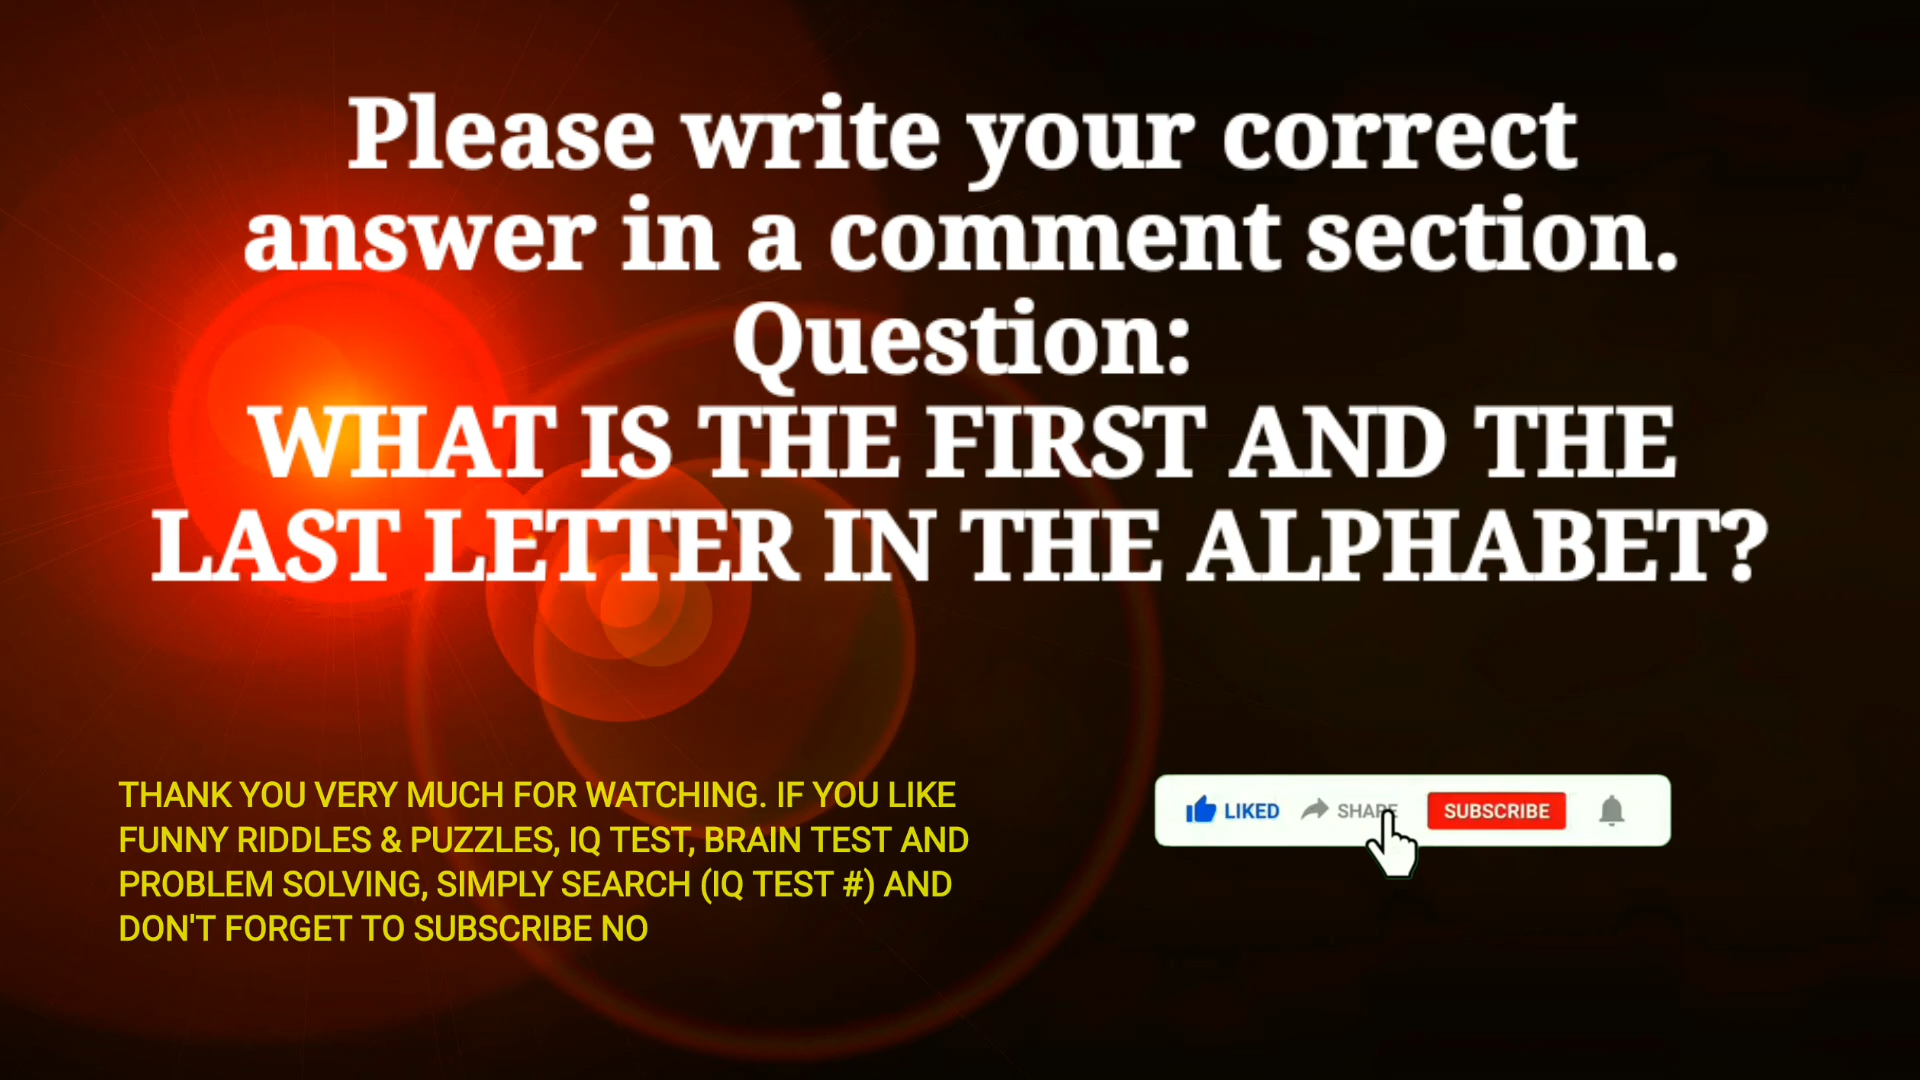 Please write your correct
answer in a comment section.
Question:
WHAT IS THE FIRST AND THE
LAST LETTER IN THE ALPHABET?
THANK YOU VERY MUCH FOR WATCHING. IF YOU LIKE
FUNNY RIDDLES & PUZZLES, IQ TEST, BRAIN TEST AND
PROBLEM SOLVING, SIMPLY SEARCH (IQ TEST #) AND
DON'T FORGET TO SUBSCRIBE NO
LIKED SHARE SUBSCRIBE